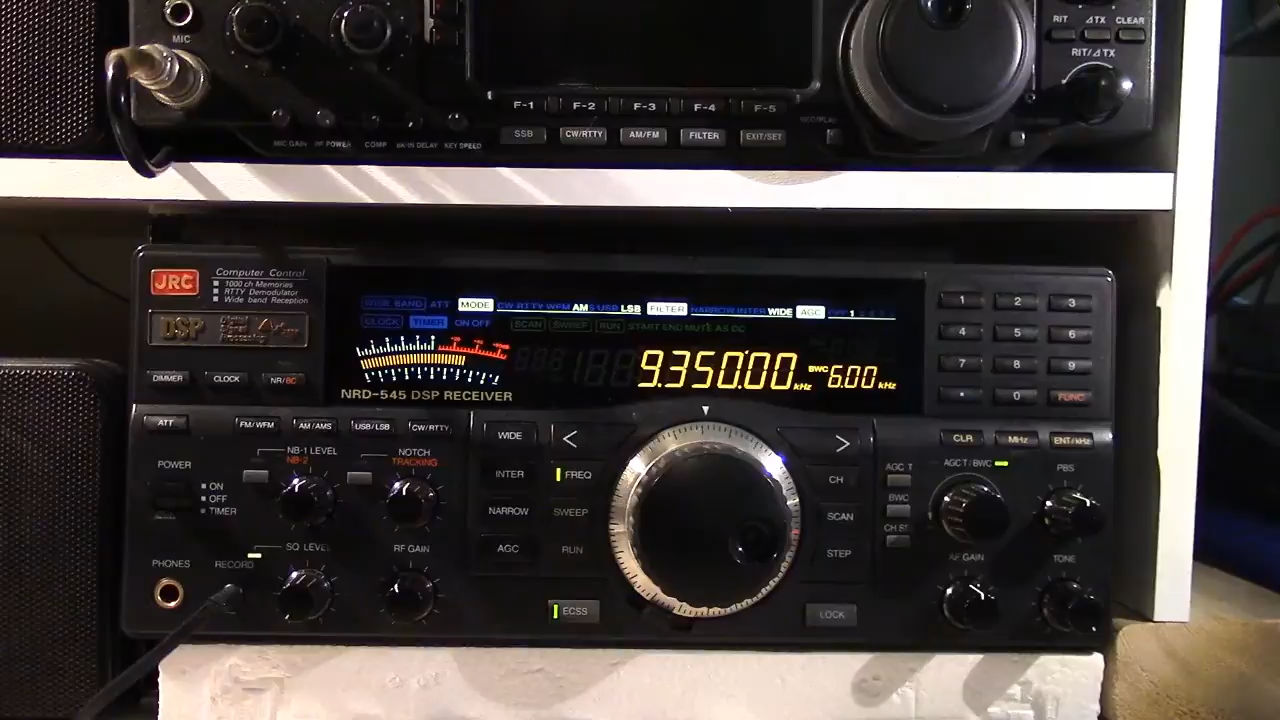 MIC
RIT ⊿TX CLEAR
RIT/⊿TX
F-1 F-2 F-3 F-4 F-5
SSB CW/RTTY AM/FM FILTER EXIT/SET
MIC GAIN RF POWER COMP BK-IN DELAY KEY SPEED
JRC
Computer Control
1000 ch Memories
RTTY Demodulator
Wide band Reception
DSP
DIMMER CLOCK NR/BC
WIDE BAND ATT MODE CW RTTY WFM AM S USB LSB FILTER NARROW INTER WIDE AGC OFF 1
CLOCK TIMER ON OFF SCAN SWEEP RUN START END MUTE AS DC
9.350.00 kHz BWC 6.00 kHz
NRD-545 DSP RECEIVER
1 2 3
4 5 6
7 8 9
0 FUNC
ATT FM/WFM AM/AMS USB/LSB CW/RTTY
CLR MHz ENT/kHz
POWER
ON
OFF
TIMER
NB-1 LEVEL
NB-2
NOTCH
TRACKING
WIDE
INTER
NARROW
AGC
< >
FREQ
SWEEP
RUN
ECSS
CH
SCAN
STEP
LOCK
AGC T
BWC
CH SL
AGC T/BWC
PBS
PHONES
RECORD
SQ LEVEL
RF GAIN
AF GAIN
TONE